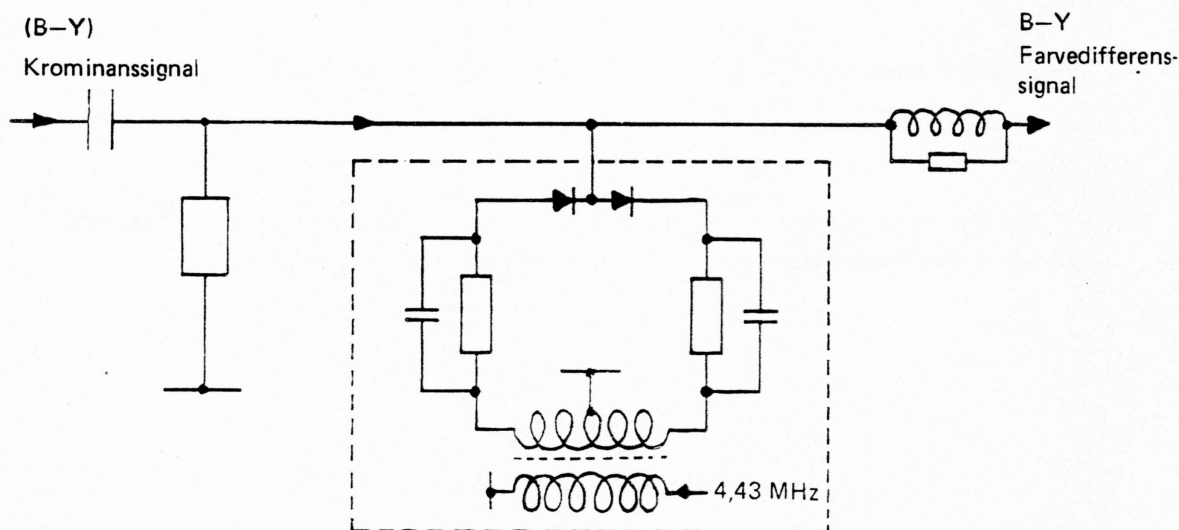 (B–Y)
Krominanssignal
B–Y
Farvedifferens-
signal
4,43 MHz